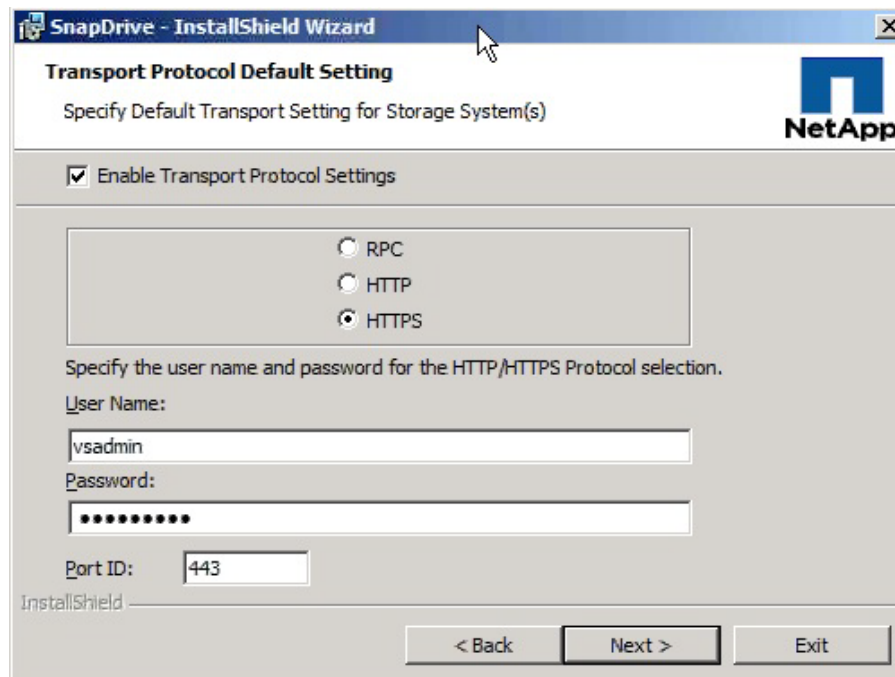 SnapDrive - InstallShield Wizard
Transport Protocol Default Setting
Specify Default Transport Setting for Storage System(s)
NetApp
Enable Transport Protocol Settings
RPC
HTTP
HTTPS
Specify the user name and password for the HTTP/HTTPS Protocol selection.
User Name:
vsadmin
Password:
•••••••••
Port ID: 443
InstallShield
< Back Next > Exit